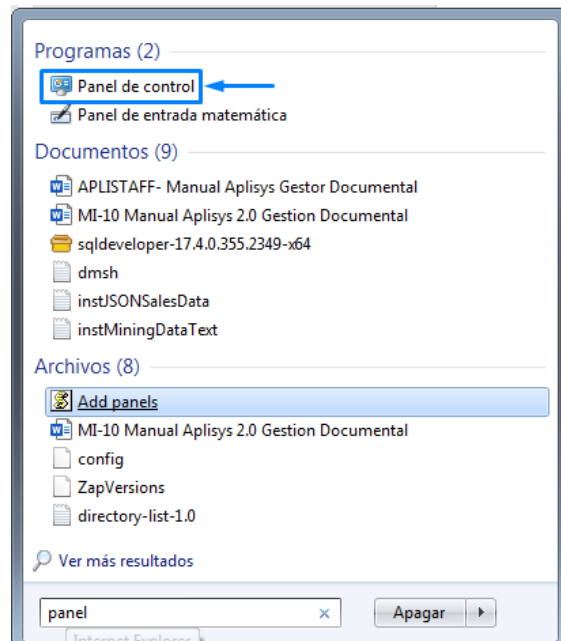 Programas (2)
Panel de control
Panel de entrada matemática
Documentos (9)
APLISTAFF- Manual Aplisys Gestor Documental
MI-10 Manual Aplisys 2.0 Gestion Documental
sqldeveloper-17.4.0.355.2349-x64
dmsh
instJSONSalesData
instMiningDataText
Archivos (8)
Add panels
MI-10 Manual Aplisys 2.0 Gestion Documental
config
ZapVersions
directory-list-1.0
Ver más resultados
panel
Apagar
Internet Explorer